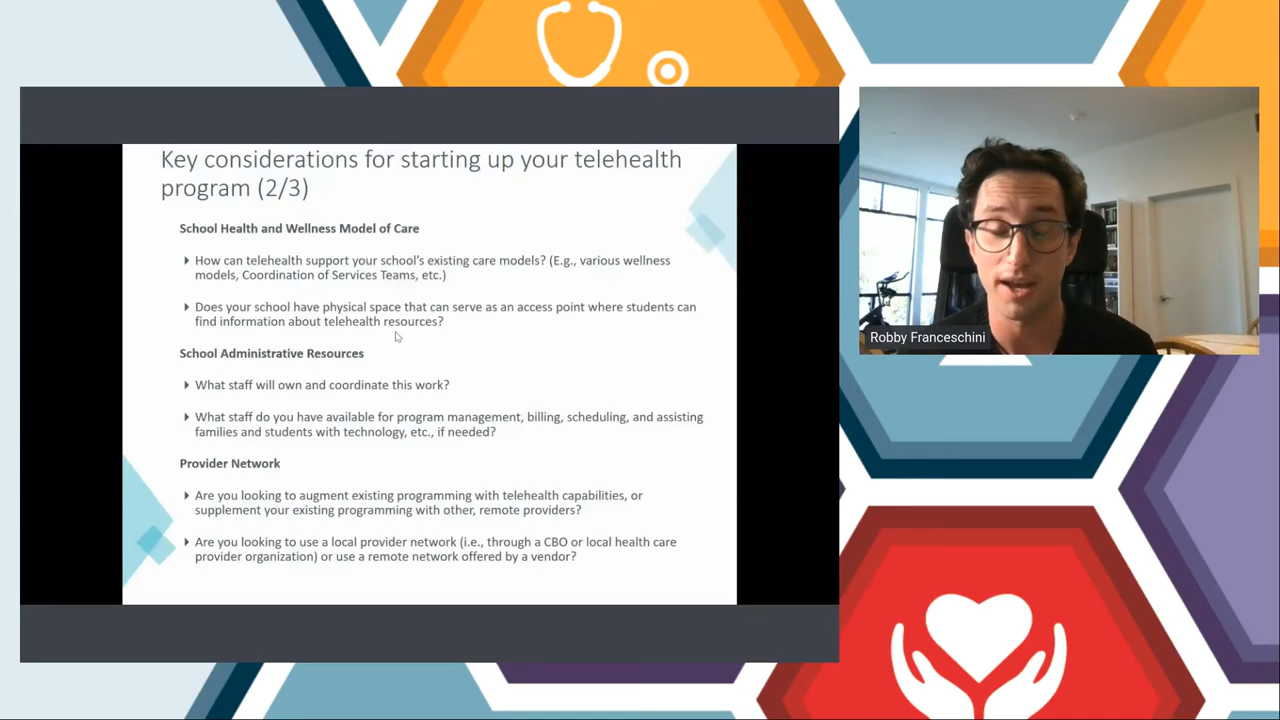 Key considerations for starting up your telehealth
program (2/3)
School Health and Wellness Model of Care
How can telehealth support your school's existing care models? (E.g., various wellness
models, Coordination of Services Teams, etc.)
Does your school have physical space that can serve as an access point where students can
find information about telehealth resources?
School Administrative Resources
What staff will own and coordinate this work?
What staff do you have available for program management, billing, scheduling, and assisting
families and students with technology, etc., if needed?
Provider Network
Are you looking to augment existing programming with telehealth capabilities, or
supplement your existing programming with other, remote providers?
Are you looking to use a local provider network (i.e., through a CBO or local health care
provider organization) or use a remote network offered by a vendor?
Robby Franceschini